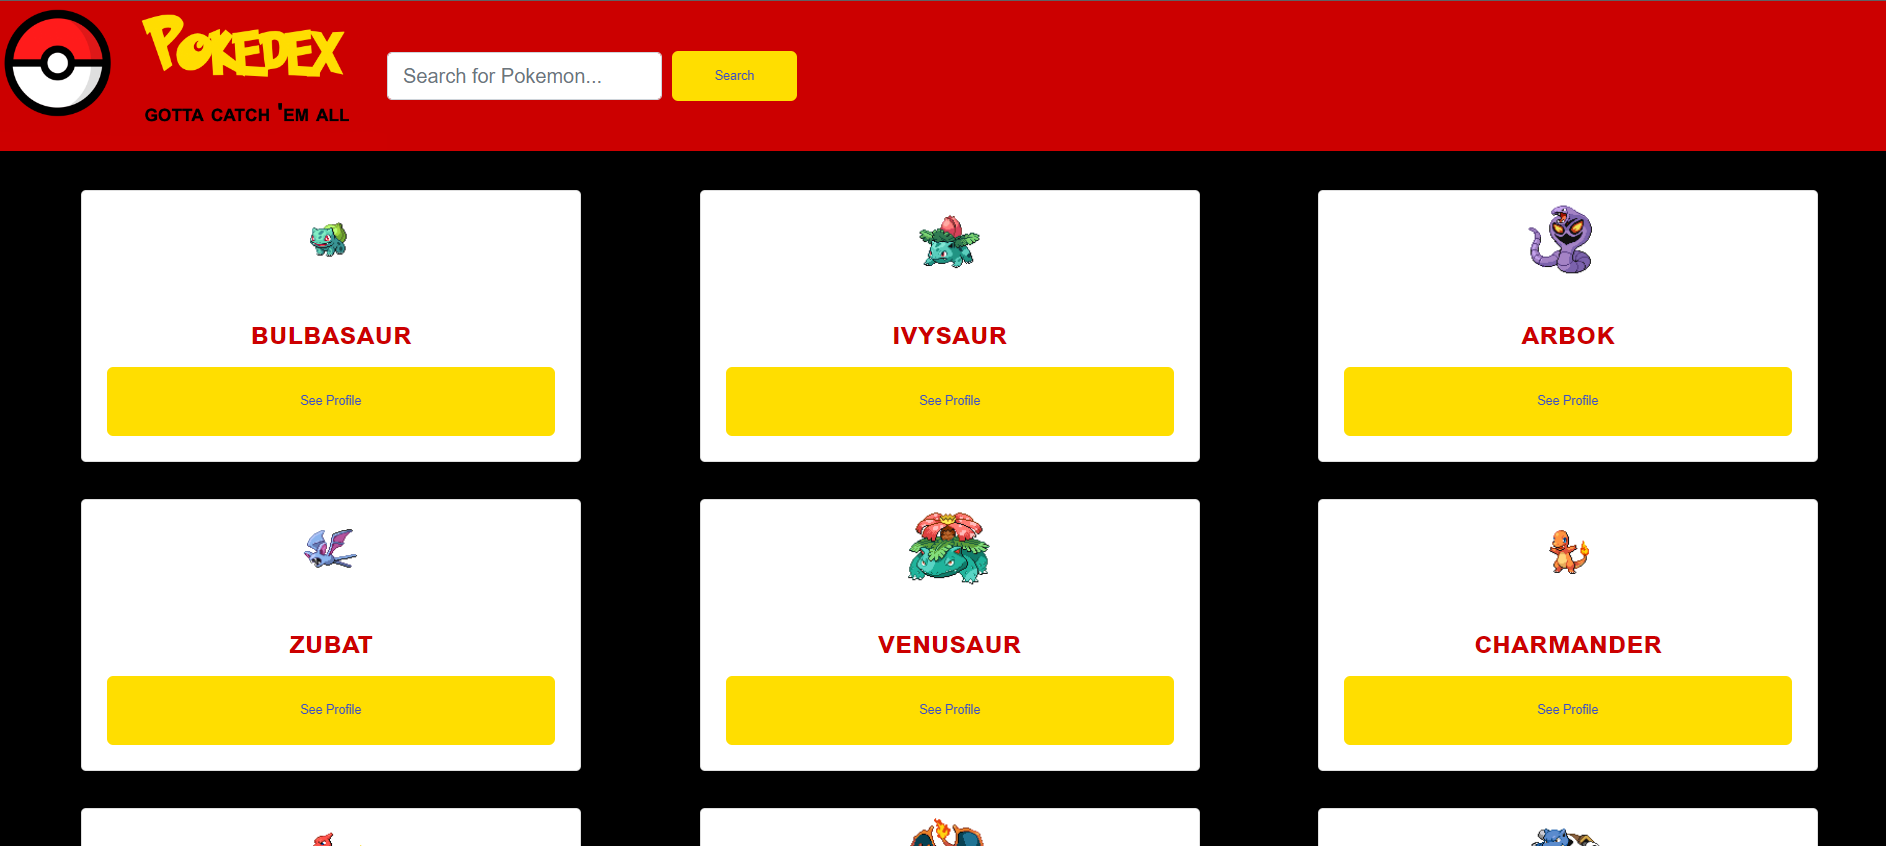 POKEDEX
Search for Pokemon...
Search
GOTTA CATCH 'EM ALL
BULBASAUR
IVYSAUR
ARBOK
See Profile
See Profile
See Profile
ZUBAT
VENUSAUR
CHARMANDER
See Profile
See Profile
See Profile